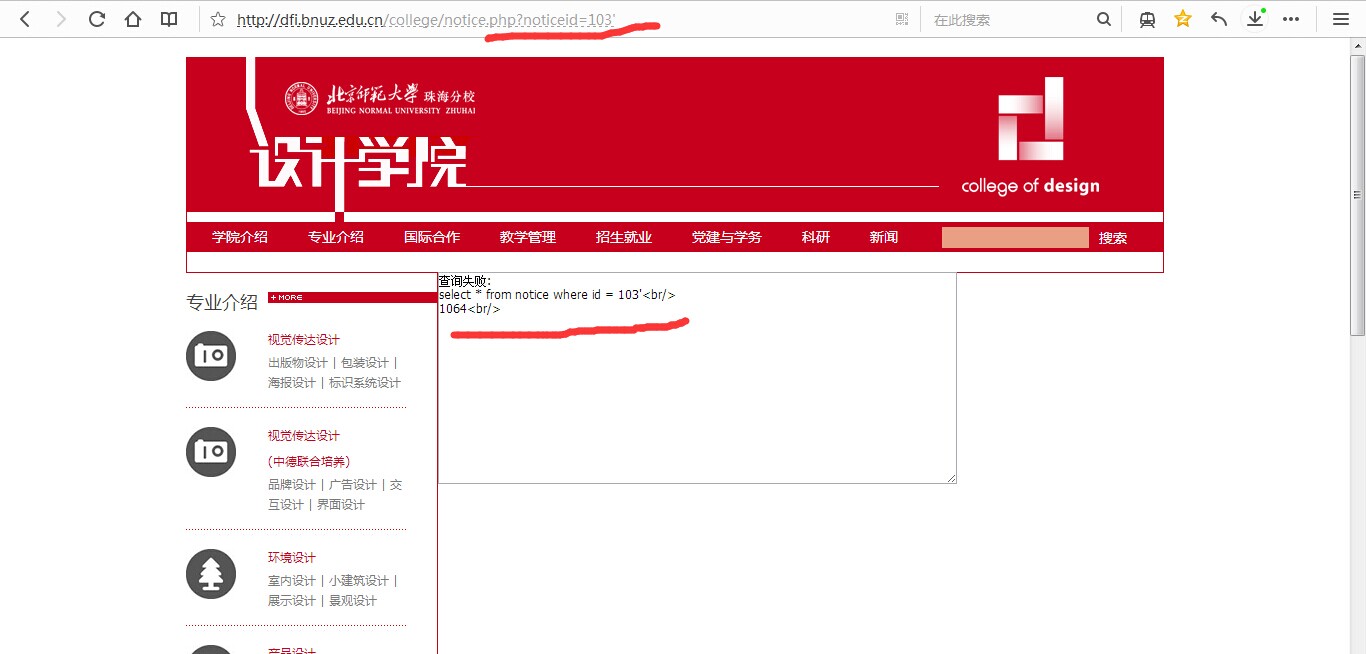 http://dfi.bnuz.edu.cn/college/notice.php?noticeid=103'
在此搜索
北京师范大学 珠海分校
BEIJING NORMAL UNIVERSITY ZHUHAI
设计学院
college of design
学院介绍 专业介绍 国际合作 教学管理 招生就业 党建与学务 科研 新闻 搜索
专业介绍 + MORE
查询失败：
select * from notice where id = 103'<br/>
1064<br/>
视觉传达设计
出版物设计 | 包装设计 |
海报设计 | 标识系统设计
视觉传达设计
(中德联合培养)
品牌设计 | 广告设计 | 交
互设计 | 界面设计
环境设计
室内设计 | 小建筑设计 |
展示设计 | 景观设计
产品设计